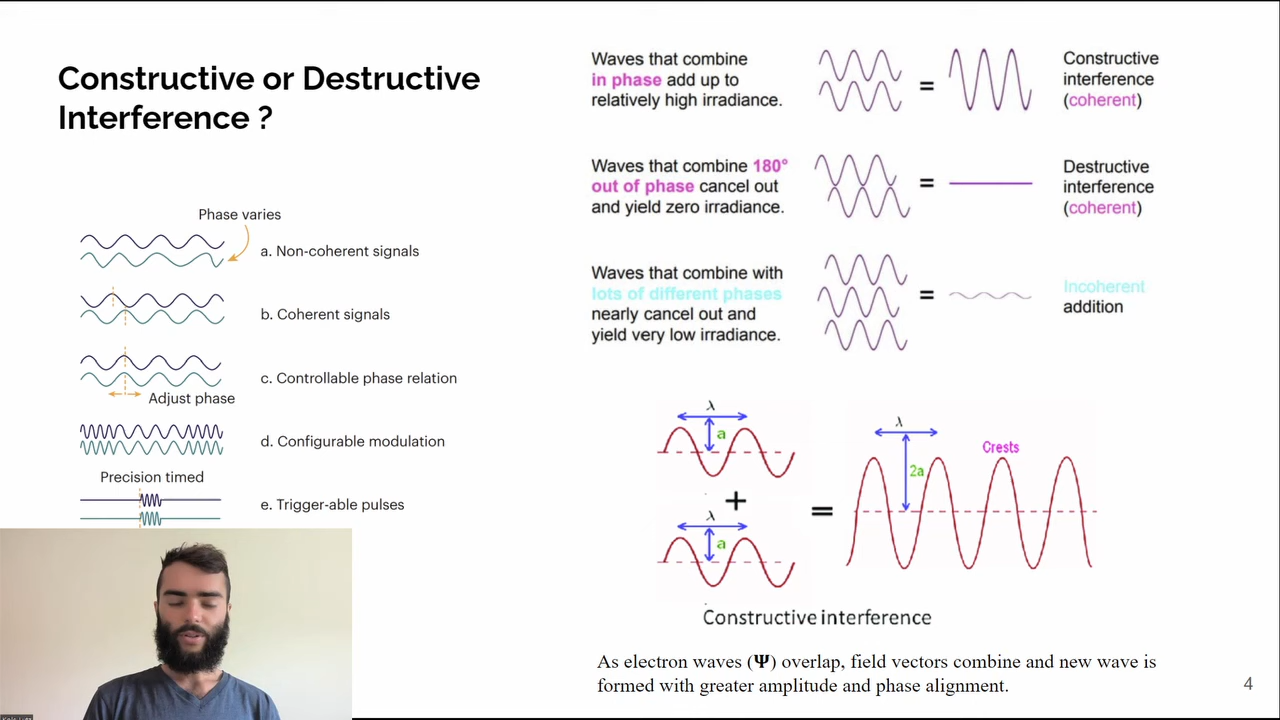 Constructive or Destructive
Interference ?
Phase varies
a. Non-coherent signals
b. Coherent signals
c. Controllable phase relation
Adjust phase
d. Configurable modulation
Precision timed
e. Trigger-able pulses
Waves that combine
in phase add up to
relatively high irradiance.
=
Constructive
interference
(coherent)
Waves that combine 180°
out of phase cancel out
and yield zero irradiance.
=
Destructive
interference
(coherent)
Waves that combine with
lots of different phases
nearly cancel out and
yield very low irradiance.
=
Incoherent
addition
λ
a
+
λ
a
=
λ
2a
Crests
Constructive interference
As electron waves (Ψ) overlap, field vectors combine and new wave is
formed with greater amplitude and phase alignment.
4